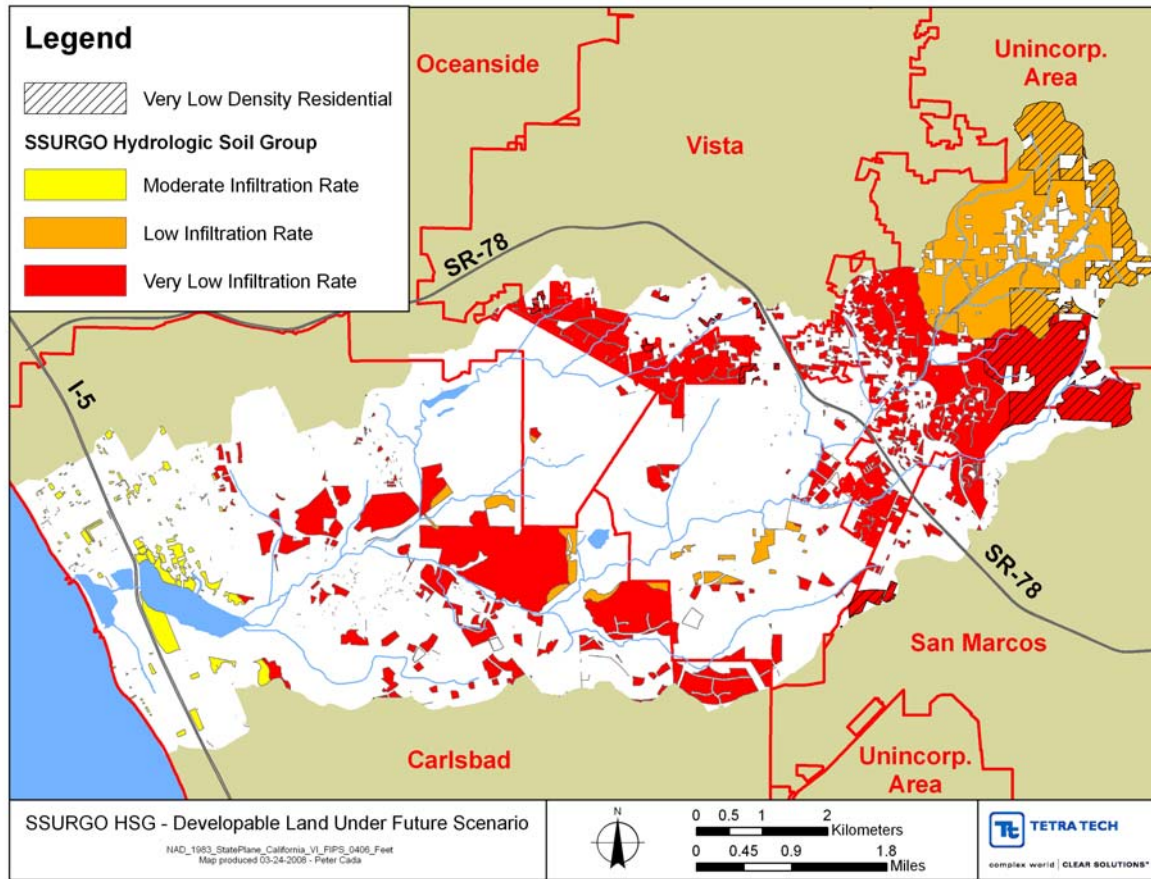 Legend
Very Low Density Residential
SSURGO Hydrologic Soil Group
Moderate Infiltration Rate
Low Infiltration Rate
Very Low Infiltration Rate
Oceanside
Unincorp.
Area
Vista
SR-78
I-5
SR-78
San Marcos
Carlsbad
Unincorp.
Area
SSURGO HSG - Developable Land Under Future Scenario
NAD_1983_StatePlane_California_VI_FIPS_0406_Feet
Map produced 03-24-2008 - Peter Cada
N
0 0.5 1 2
Kilometers
0 0.45 0.9 1.8
Miles
Tt TETRA TECH
complex world | CLEAR SOLUTIONS™